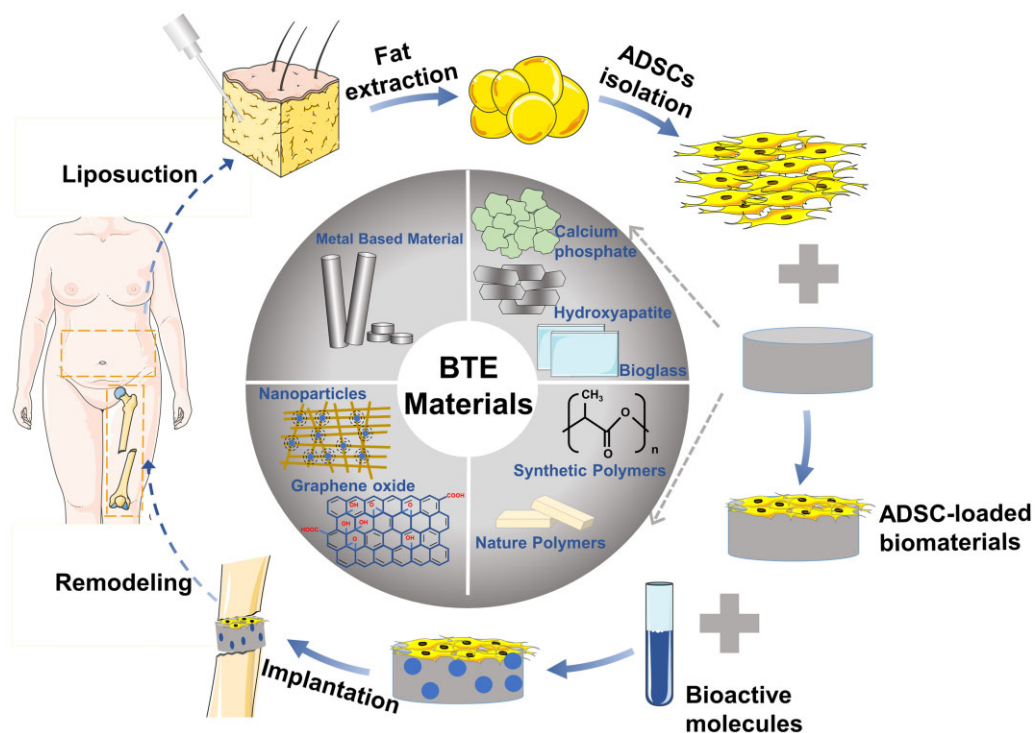 Fat
extraction
ADSCs
isolation
Liposuction
Metal Based Material
Calcium
phosphate
Hydroxyapatite
Bioglass
BTE
Materials
Nanoparticles
Graphene oxide
COOH
OH
O
O
OH
OH
O
HOOC
O
OH
CH3
O
O
n
Synthetic Polymers
Nature Polymers
ADSC-loaded
biomaterials
Remodeling
Implantation
Bioactive
molecules